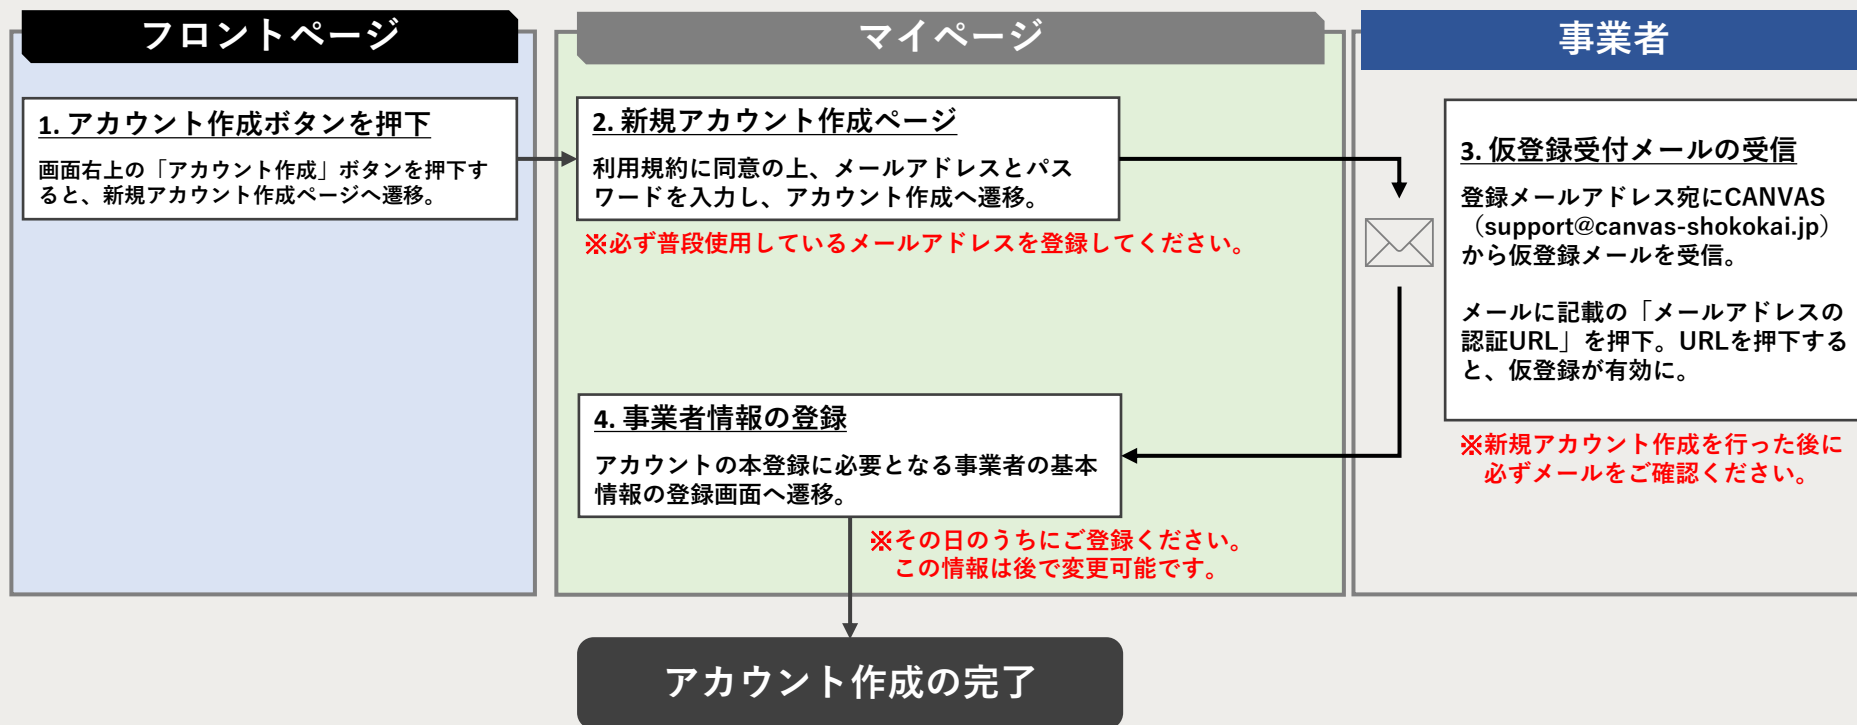 フロントページ
マイページ
事業者
1. アカウント作成ボタンを押下
画面右上の「アカウント作成」ボタンを押下す
ると、新規アカウント作成ページへ遷移。
2. 新規アカウント作成ページ
利用規約に同意の上、メールアドレスとパス
ワードを入力し、アカウント作成へ遷移。
※必ず普段使用しているメールアドレスを登録してください。
3. 仮登録受付メールの受信
登録メールアドレス宛にCANVAS
（support@canvas-shokokai.jp）
から仮登録メールを受信。
メールに記載の「メールアドレスの
認証URL」を押下。URLを押下する
と、仮登録が有効に。
※新規アカウント作成を行った後に
必ずメールをご確認ください。
4. 事業者情報の登録
アカウントの本登録に必要となる事業者の基本
情報の登録画面へ遷移。
※その日のうちにご登録ください。
この情報は後で変更可能です。
アカウント作成の完了